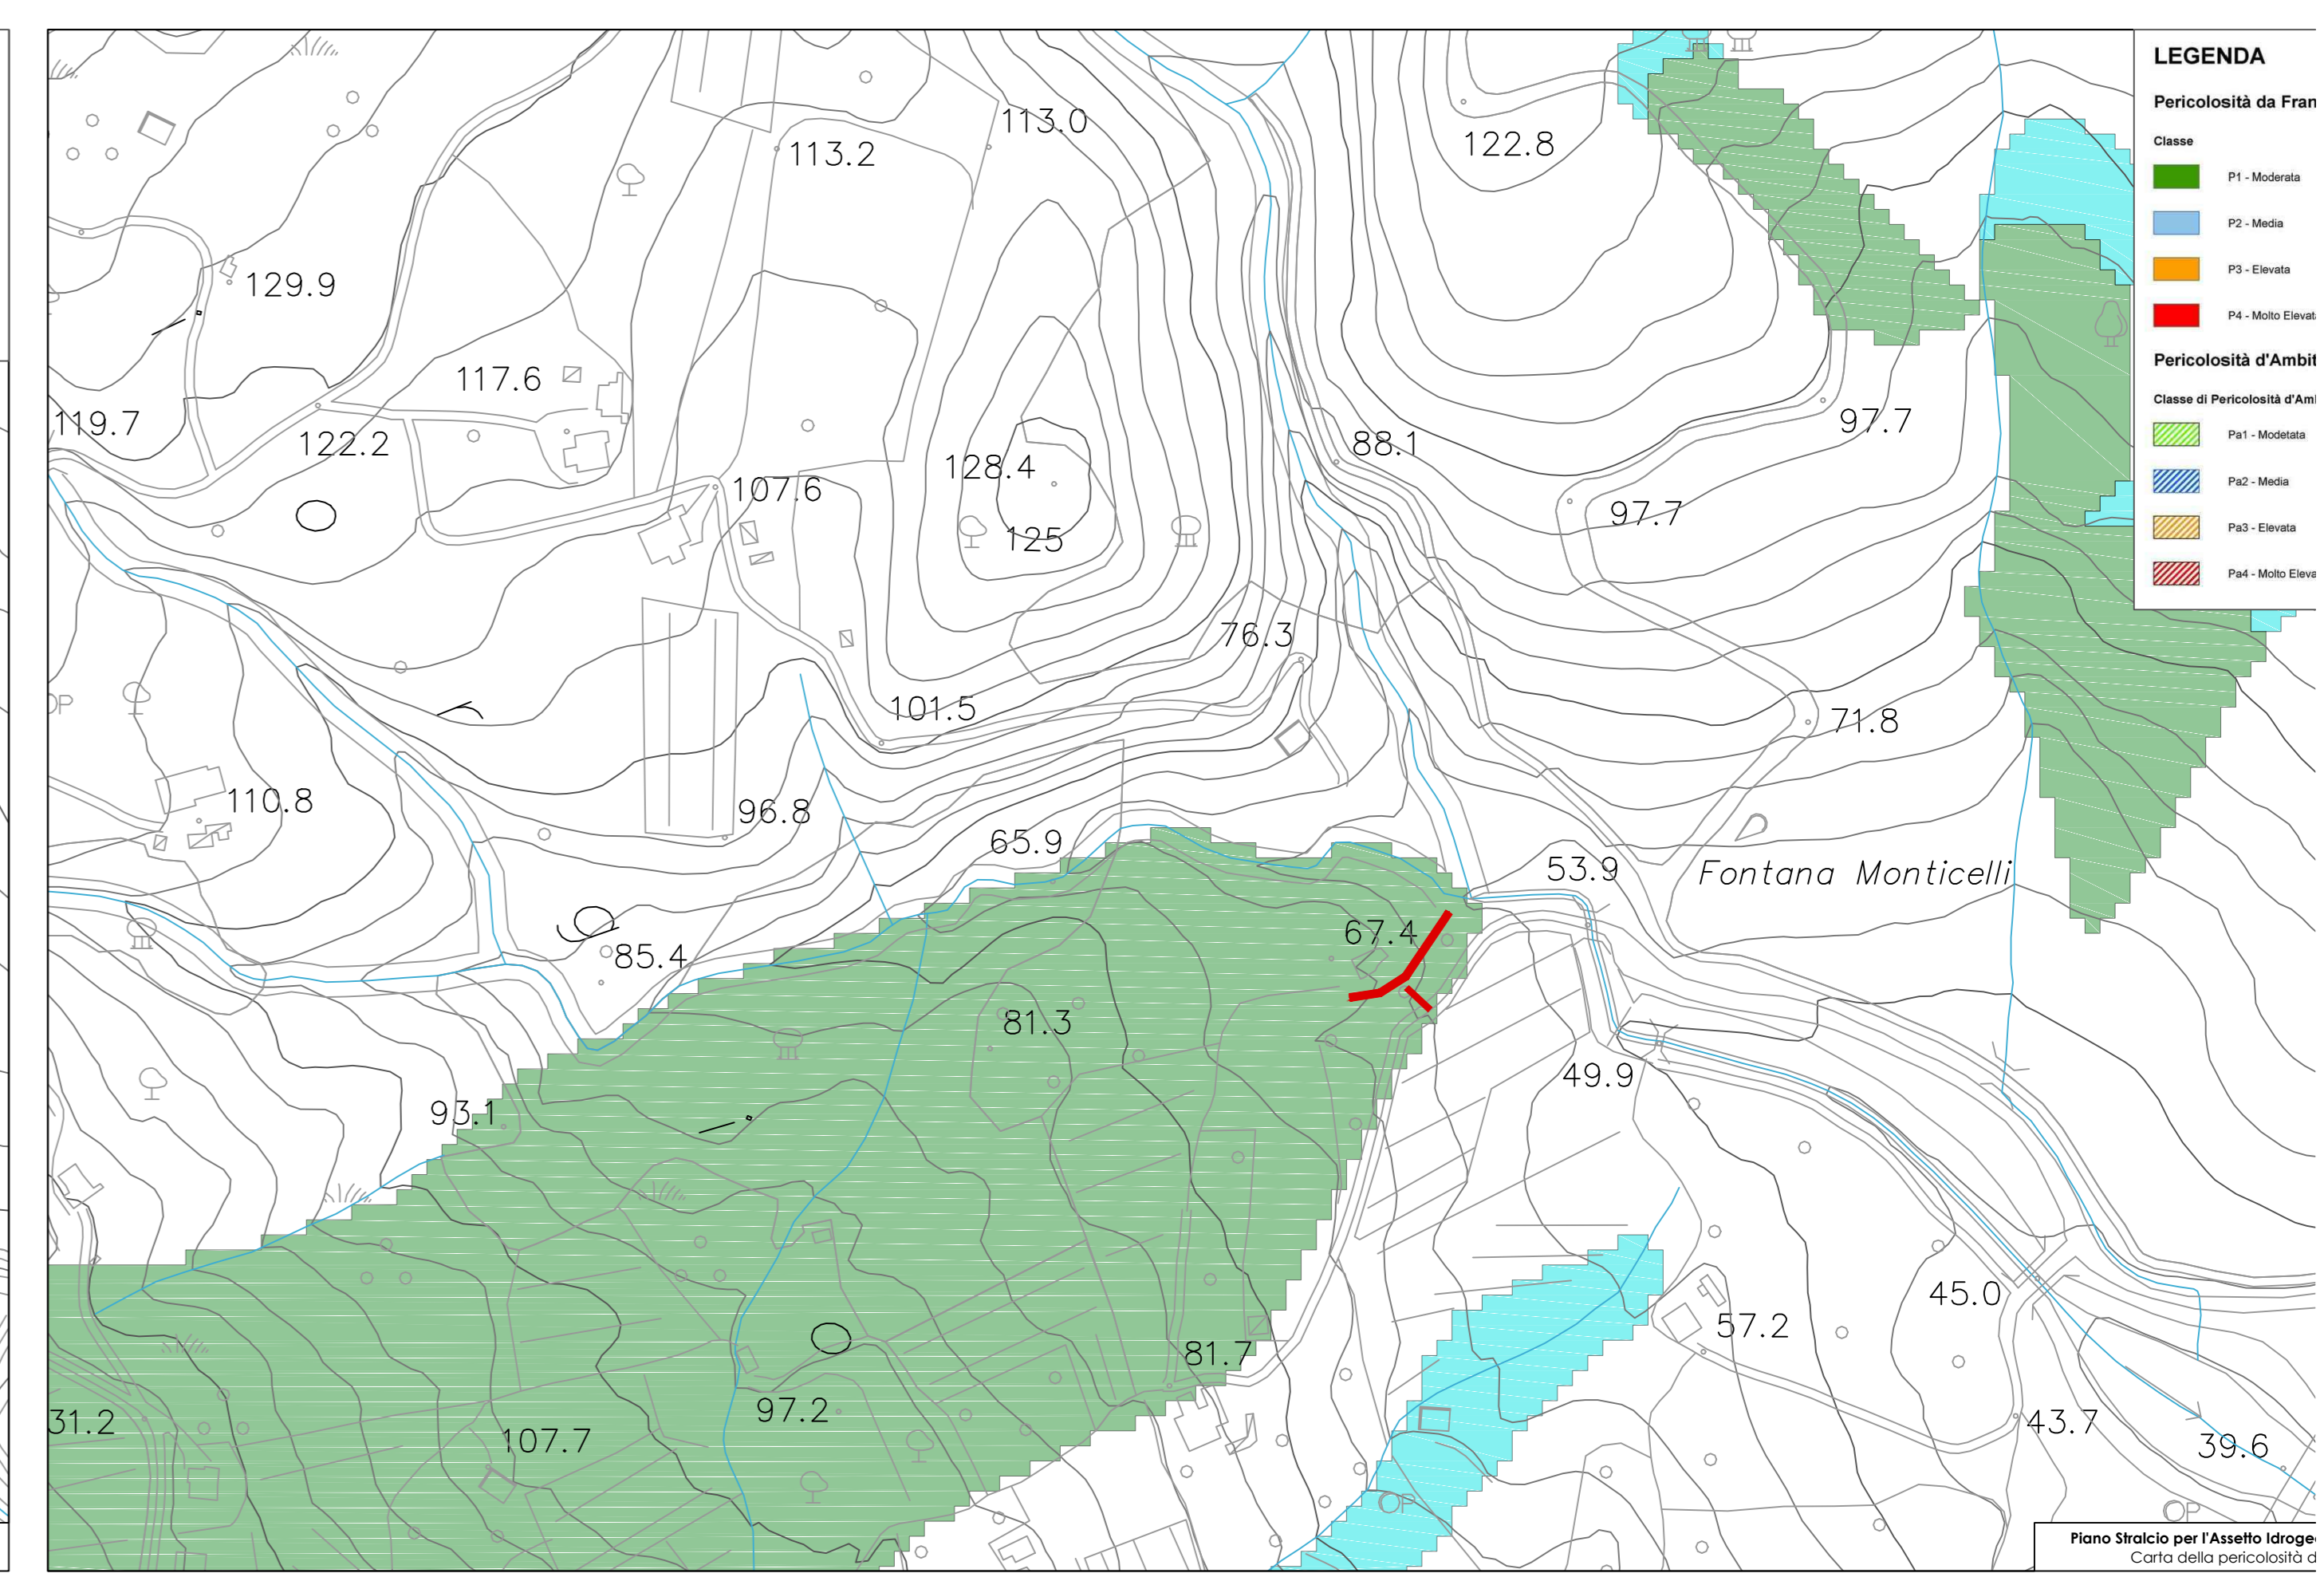 LEGENDA
Pericolosità da Fran
Classe
P1 - Moderata
P2 - Media
P3 - Elevata
P4 - Molto Elevat
Pericolosità d'Ambit
Classe di Pericolosità d'Am
Pa1 - Modetata
Pa2 - Media
Pa3 - Elevata
Pa4 - Molto Eleva
113.0
113.2
122.8
129.9
117.6
119.7
122.2
97.7
88.1
128.4
107.6
97.7
125
76.3
P
101.5
71.8
110.8
96.8
65.9
53.9
Fontana Monticelli
67.4
85.4
81.3
49.9
93.1
45.0
57.2
81.7
97.2
31.2
43.7
107.7
39.6
P
P
Piano Stralcio per l'Assetto Idroge
Carta della pericolosità d